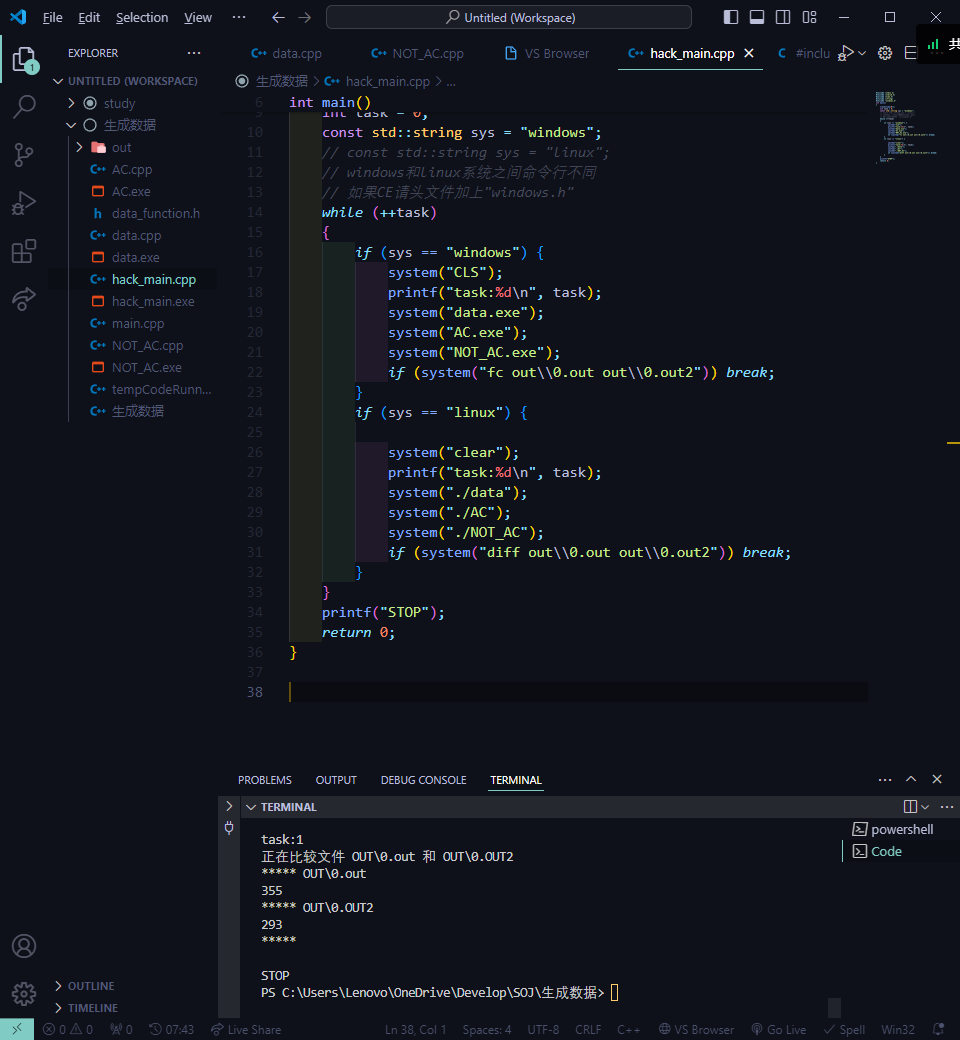 File Edit Selection View ··· Untitled (Workspace)
EXPLORER ···
data.cpp NOT_AC.cpp VS Browser hack_main.cpp #inclu
共
UNTITLED (WORKSPACE)
study
生成数据
out
AC.cpp
AC.exe
data_function.h
data.cpp
data.exe
hack_main.cpp
hack_main.exe
main.cpp
NOT_AC.cpp
NOT_AC.exe
tempCodeRunn...
生成数据
OUTLINE
TIMELINE
生成数据 > hack_main.cpp > ...
6 int main()
9 int task = 0;
10 const std::string sys = "windows";
11 // const std::string sys = "linux";
12 // windows和linux系统之间命令行不同
13 // 如果CE请头文件加上"windows.h"
14 while (++task)
15 {
16 if (sys == "windows") {
17 system("CLS");
18 printf("task:%d\n", task);
19 system("data.exe");
20 system("AC.exe");
21 system("NOT_AC.exe");
22 if (system("fc out\\0.out out\\0.out2")) break;
23 }
24 if (sys == "linux") {
25
26 system("clear");
27 printf("task:%d\n", task);
28 system("./data");
29 system("./AC");
30 system("./NOT_AC");
31 if (system("diff out\\0.out out\\0.out2")) break;
32 }
33 }
34 printf("STOP");
35 return 0;
36 }
37
38
PROBLEMS OUTPUT DEBUG CONSOLE TERMINAL
TERMINAL
powershell
Code
task:1
正在比较文件 OUT\0.out 和 OUT\0.OUT2
***** OUT\0.out
355
***** OUT\0.OUT2
293
*****
STOP
PS C:\Users\Lenovo\OneDrive\Develop\SOJ\生成数据>
0 0 0 07:43 Live Share Ln 38, Col 1 Spaces: 4 UTF-8 CRLF C++ VS Browser Go Live Spell Win32